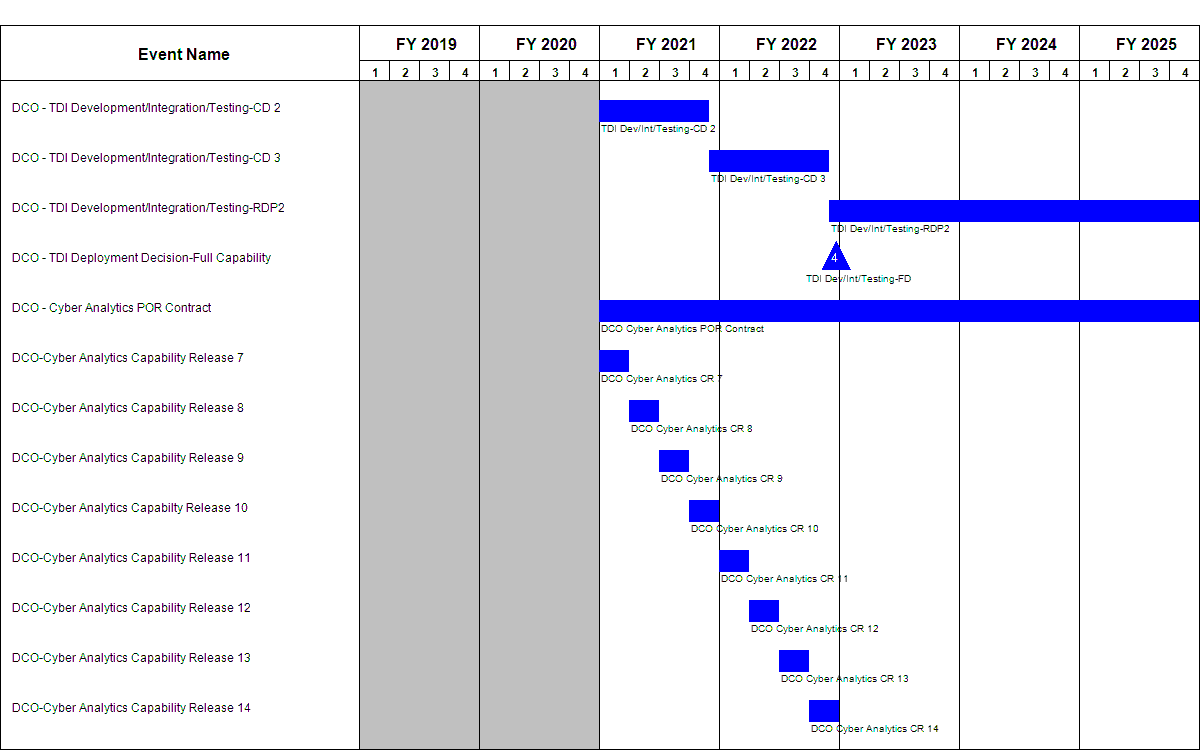 Event Name FY 2019 FY 2020 FY 2021 FY 2022 FY 2023 FY 2024 FY 2025
1 2 3 4 1 2 3 4 1 2 3 4 1 2 3 4 1 2 3 4 1 2 3 4 1 2 3 4
DCO - TDI Development/Integration/Testing-CD 2
TDI Dev/Int/Testing-CD 2
DCO - TDI Development/Integration/Testing-CD 3
TDI Dev/Int/Testing-CD 3
DCO - TDI Development/Integration/Testing-RDP2
TDI Dev/Int/Testing-RDP2
DCO - TDI Deployment Decision-Full Capability
4
TDI Dev/Int/Testing-FD
DCO - Cyber Analytics POR Contract
DCO Cyber Analytics POR Contract
DCO-Cyber Analytics Capability Release 7
DCO Cyber Analytics CR 7
DCO-Cyber Analytics Capability Release 8
DCO Cyber Analytics CR 8
DCO-Cyber Analytics Capability Release 9
DCO Cyber Analytics CR 9
DCO-Cyber Analytics Capabilty Release 10
DCO Cyber Analytics CR 10
DCO-Cyber Analytics Capability Release 11
DCO Cyber Analytics CR 11
DCO-Cyber Analytics Capability Release 12
DCO Cyber Analytics CR 12
DCO-Cyber Analytics Capability Release 13
DCO Cyber Analytics CR 13
DCO-Cyber Analytics Capability Release 14
DCO Cyber Analytics CR 14